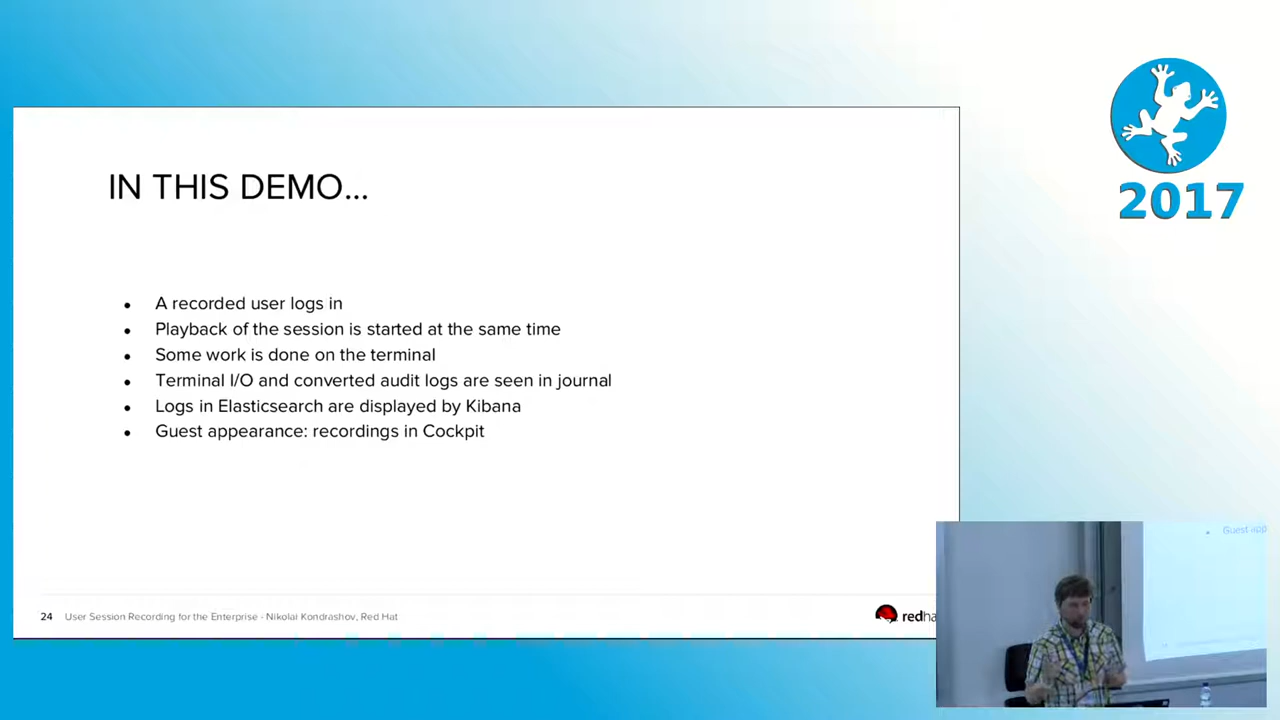 IN THIS DEMO...
• A recorded user logs in
• Playback of the session is started at the same time
• Some work is done on the terminal
• Terminal I/O and converted audit logs are seen in journal
• Logs in Elasticsearch are displayed by Kibana
• Guest appearance: recordings in Cockpit
24 User Session Recording for the Enterprise - Nikolai Kondrashov, Red Hat
redha
2017
• Guest app